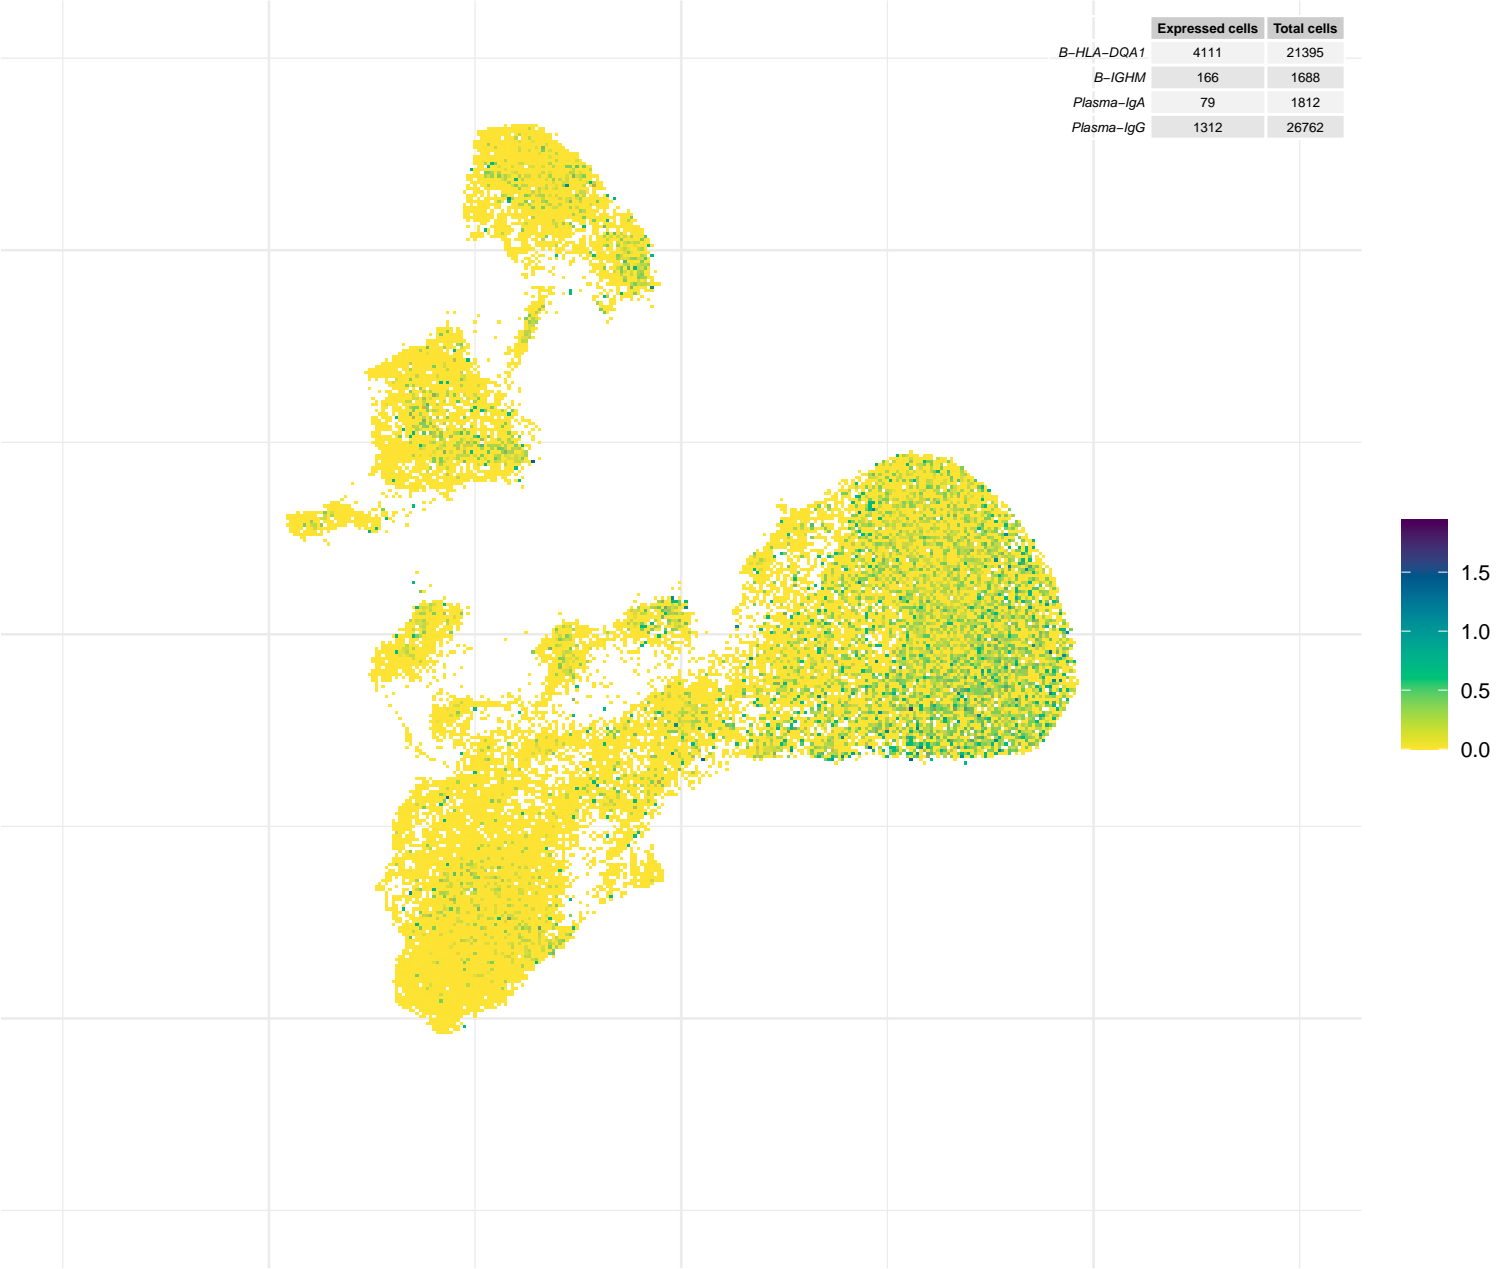 Expressed cells Total cells
B−HLA−DQA1 4111 21395
B−IGHM 166 1688
Plasma−IgA 79 1812
Plasma−IgG 1312 26762
1.5
1.0
0.5
0.0